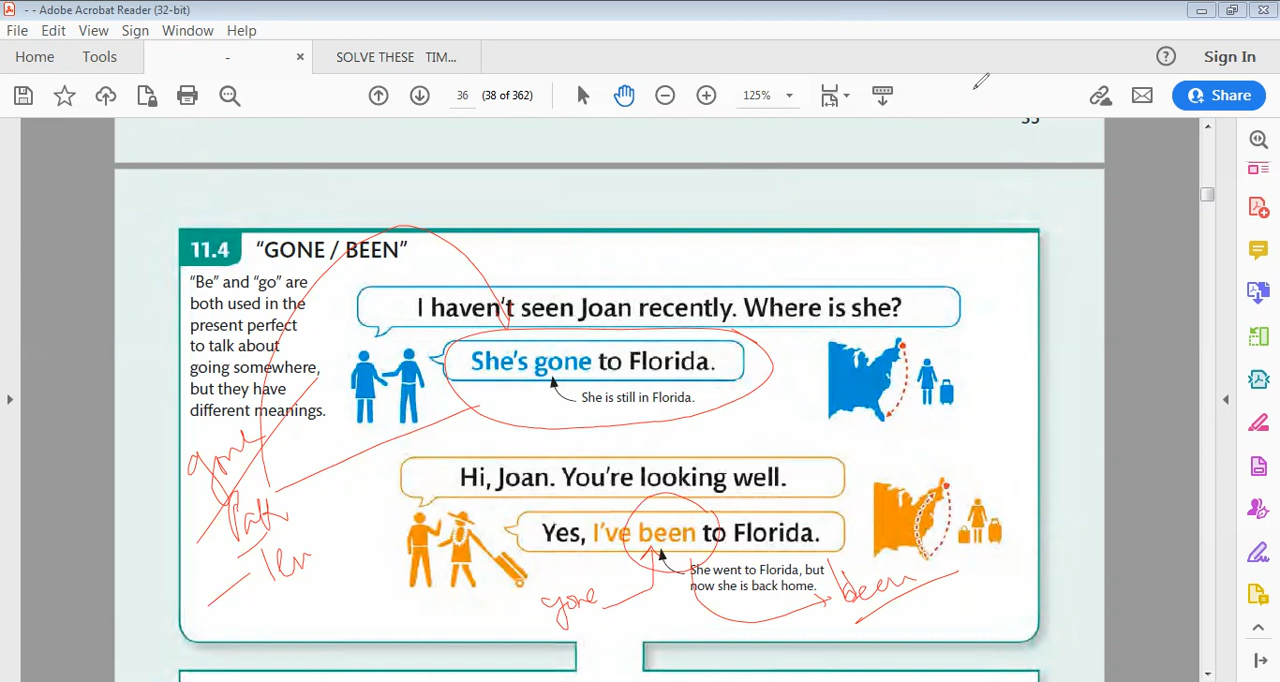 - - Adobe Acrobat Reader (32-bit)
File Edit View Sign Window Help
Home Tools - × SOLVE THESE TIM... ? Sign In
36 (38 of 362) 125% Share
35
11.4 "GONE / BEEN"
"Be" and "go" are
both used in the
present perfect
to talk about
going somewhere,
but they have
different meanings.
I haven't seen Joan recently. Where is she?
She's gone to Florida.
She is still in Florida.
Hi, Joan. You're looking well.
Yes, I've been to Florida.
She went to Florida, but
now she is back home.
gone
gone
been